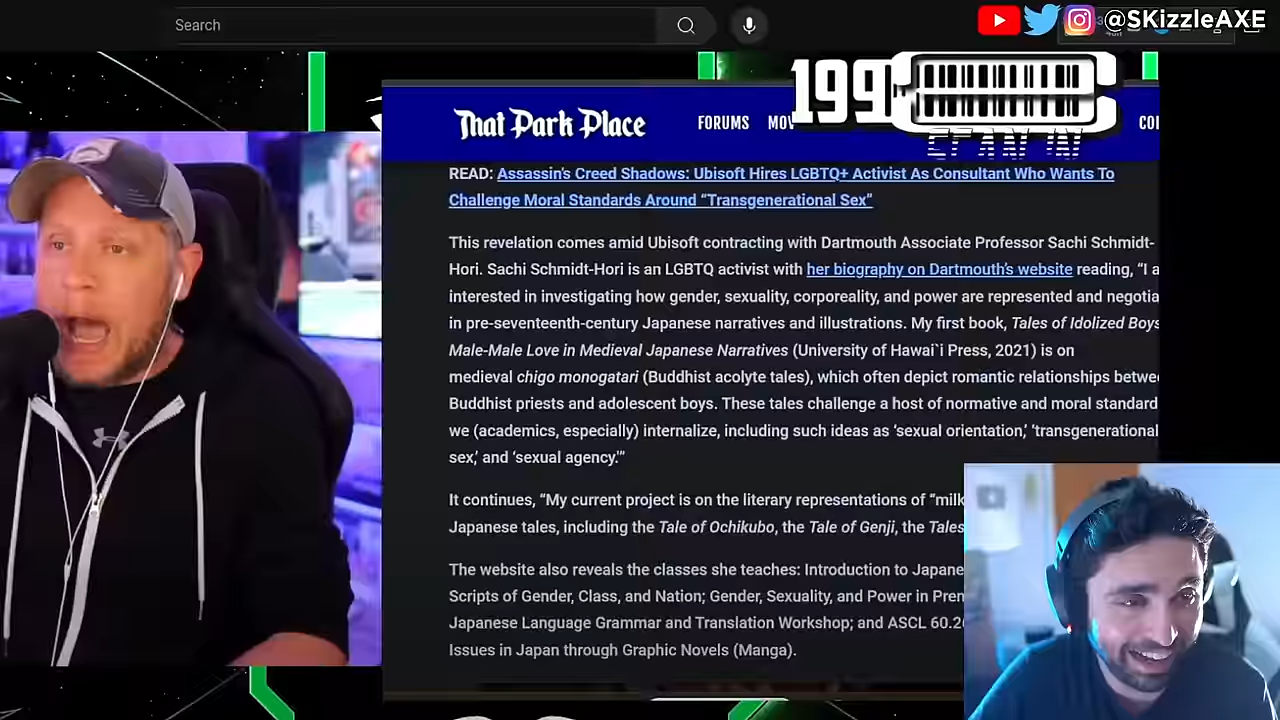 Search
@SKizzleAXE
199
SCAN IN
That Park Place
FORUMS MOV
READ: Assassin's Creed Shadows: Ubisoft Hires LGBTQ+ Activist As Consultant Who Wants To
Challenge Moral Standards Around “Transgenerational Sex”
This revelation comes amid Ubisoft contracting with Dartmouth Associate Professor Sachi Schmidt-
Hori. Sachi Schmidt-Hori is an LGBTQ activist with her biography on Dartmouth's website reading, “I a
interested in investigating how gender, sexuality, corporeality, and power are represented and negotia
in pre-seventeenth-century Japanese narratives and illustrations. My first book, Tales of Idolized Boys
Male-Male Love in Medieval Japanese Narratives (University of Hawai`i Press, 2021) is on
medieval chigo monogatari (Buddhist acolyte tales), which often depict romantic relationships betwe
Buddhist priests and adolescent boys. These tales challenge a host of normative and moral standard
we (academics, especially) internalize, including such ideas as ‘sexual orientation,’ ‘transgenerational
sex,’ and ‘sexual agency.’”
It continues, “My current project is on the literary representations of “milk
Japanese tales, including the Tale of Ochikubo, the Tale of Genji, the Tales
The website also reveals the classes she teaches: Introduction to Japane
Scripts of Gender, Class, and Nation; Gender, Sexuality, and Power in Pren
Japanese Language Grammar and Translation Workshop; and ASCL 60.20
Issues in Japan through Graphic Novels (Manga).